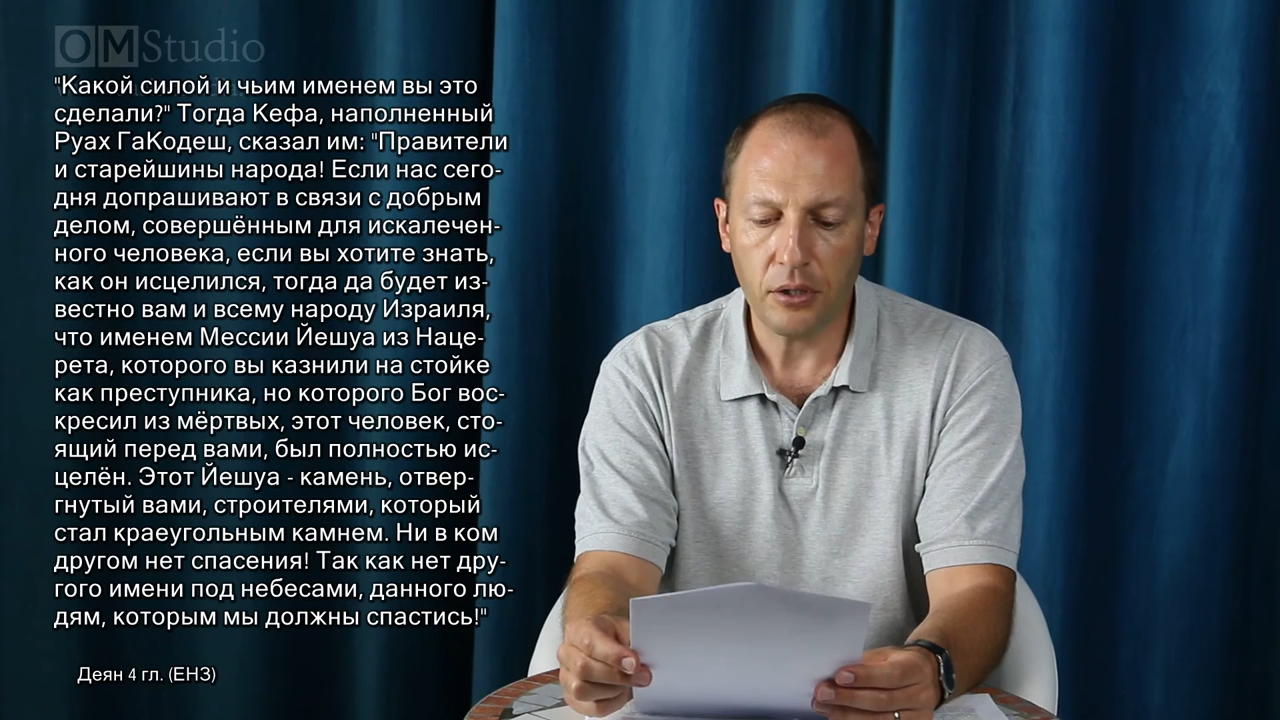 OMStudio
"Какой силой и чьим именем вы это
сделали?" Тогда Кефа, наполненный
Руах ГаКодеш, сказал им: "Правители
и старейшины народа! Если нас сего-
дня допрашивают в связи с добрым
делом, совершённым для искалечен-
ного человека, если вы хотите знать,
как он исцелился, тогда да будет из-
вестно вам и всему народу Израиля,
что именем Мессии Йешуа из Наце-
рета, которого вы казнили на стойке
как преступника, но которого Бог вос-
кресил из мёртвых, этот человек, сто-
ящий перед вами, был полностью ис-
целён. Этот Йешуа - камень, отвер-
гнутый вами, строителями, который
стал краеугольным камнем. Ни в ком
другом нет спасения! Так как нет дру-
гого имени под небесами, данного лю-
дям, которым мы должны спастись!"
Деян 4 гл. (ЕНЗ)